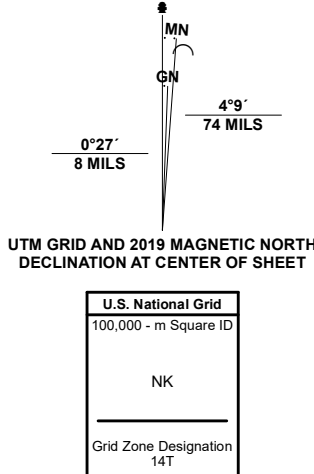 MN
GN
4°9´
74 MILS
0°27´
8 MILS
UTM GRID AND 2019 MAGNETIC NORTH
DECLINATION AT CENTER OF SHEET
U.S. National Grid
100,000 - m Square ID
NK
Grid Zone Designation
14T